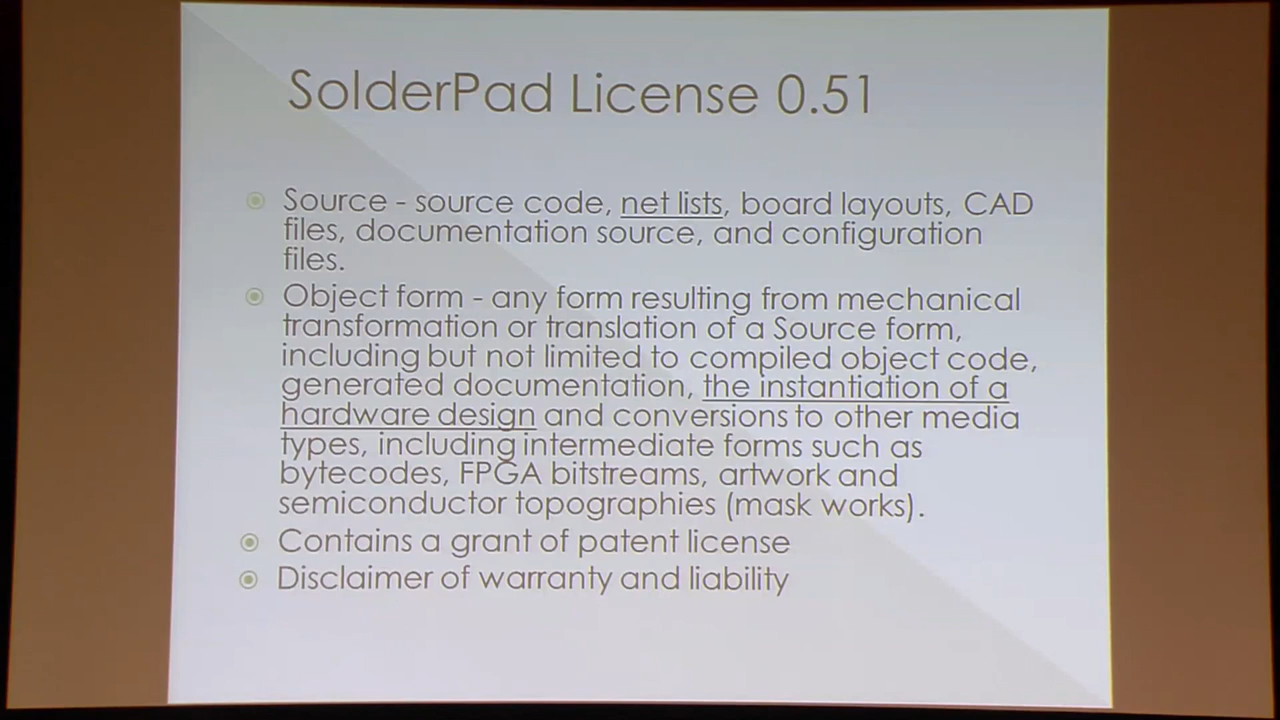 SolderPad License 0.51
Source - source code, net lists, board layouts, CAD
files, documentation source, and configuration
files.
Object form - any form resulting from mechanical
transformation or translation of a Source form,
including but not limited to compiled object code,
generated documentation, the instantiation of a
hardware design and conversions to other media
types, including intermediate forms such as
bytecodes, FPGA bitstreams, artwork and
semiconductor topographies (mask works).
Contains a grant of patent license
Disclaimer of warranty and liability